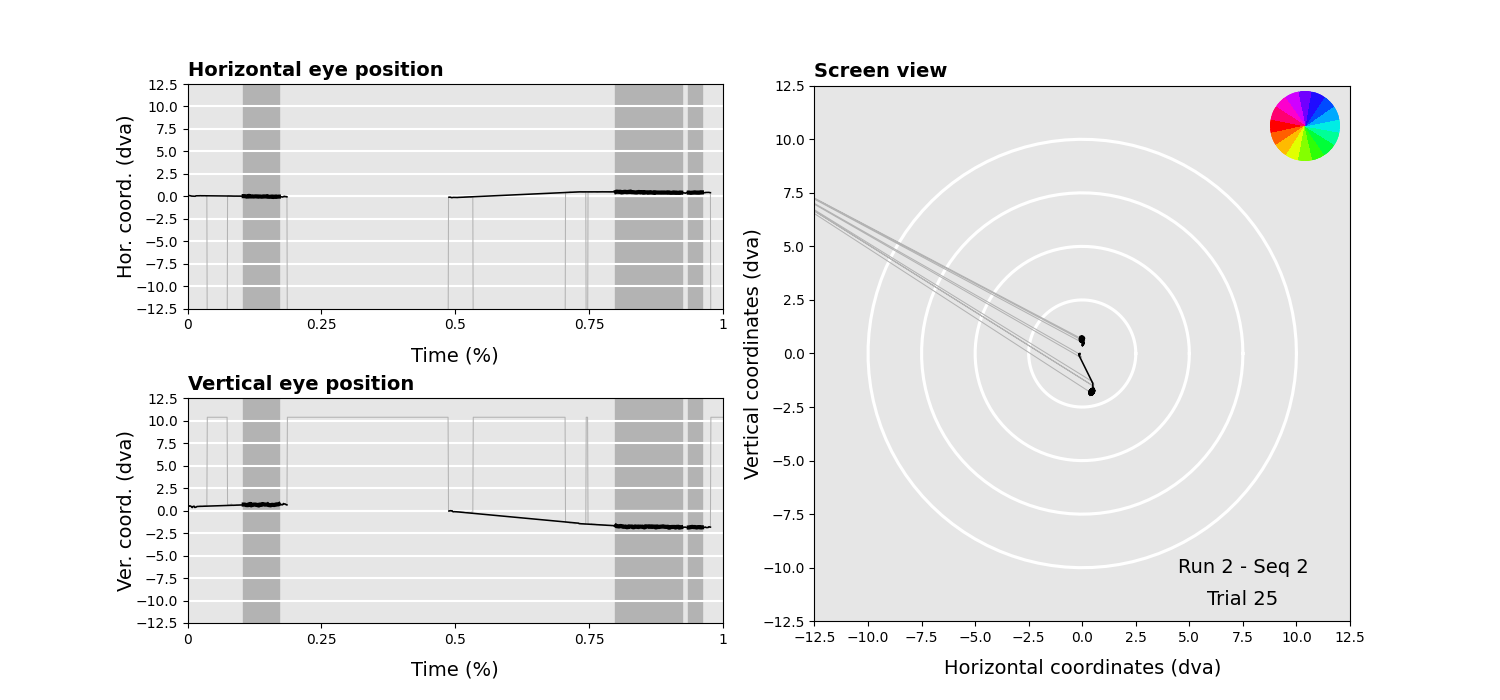 Horizontal eye position
12.5
10.0
7.5
5.0
2.5
0.0
−2.5
−5.0
−7.5
−10.0
−12.5
Hor. coord. (dva)
0 0.25 0.5 0.75 1
Time (%)
Vertical eye position
12.5
10.0
7.5
5.0
2.5
0.0
−2.5
−5.0
−7.5
−10.0
−12.5
Ver. coord. (dva)
0 0.25 0.5 0.75 1
Time (%)
Screen view
12.5
10.0
7.5
5.0
2.5
0.0
−2.5
−5.0
−7.5
−10.0
−12.5
Vertical coordinates (dva)
Run 2 - Seq 2
Trial 25
−12.5 −10.0 −7.5 −5.0 −2.5 0.0 2.5 5.0 7.5 10.0 12.5
Horizontal coordinates (dva)